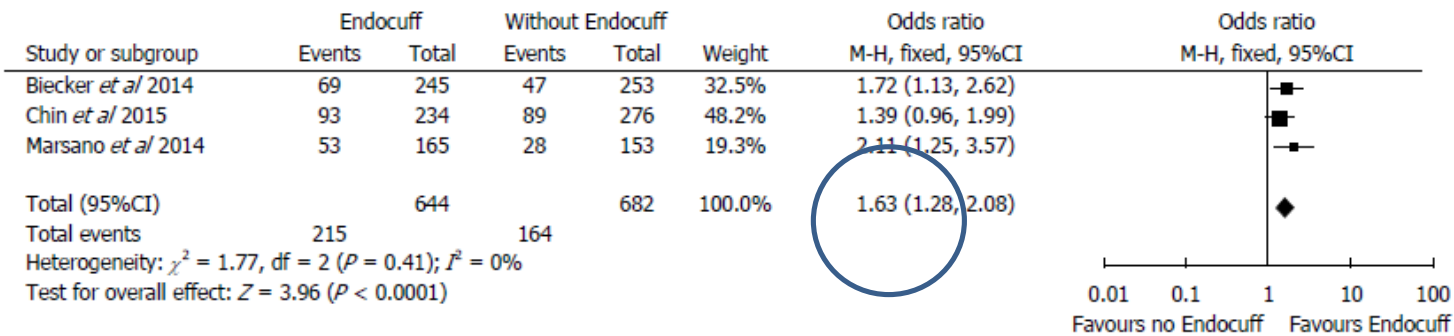 Endocuff Without Endocuff Odds ratio Odds ratio
Study or subgroup Events Total Events Total Weight M-H, fixed, 95%CI M-H, fixed, 95%CI
Biecker et al 2014 69 245 47 253 32.5% 1.72 (1.13, 2.62)
Chin et al 2015 93 234 89 276 48.2% 1.39 (0.96, 1.99)
Marsano et al 2014 53 165 28 153 19.3% 2.11 (1.25, 3.57)
Total (95%CI) 644 682 100.0% 1.63 (1.28, 2.08)
Total events 215 164
Heterogeneity: χ² = 1.77, df = 2 (P = 0.41); I² = 0%
Test for overall effect: Z = 3.96 (P < 0.0001)
0.01 0.1 1 10 100
Favours no Endocuff Favours Endocuff